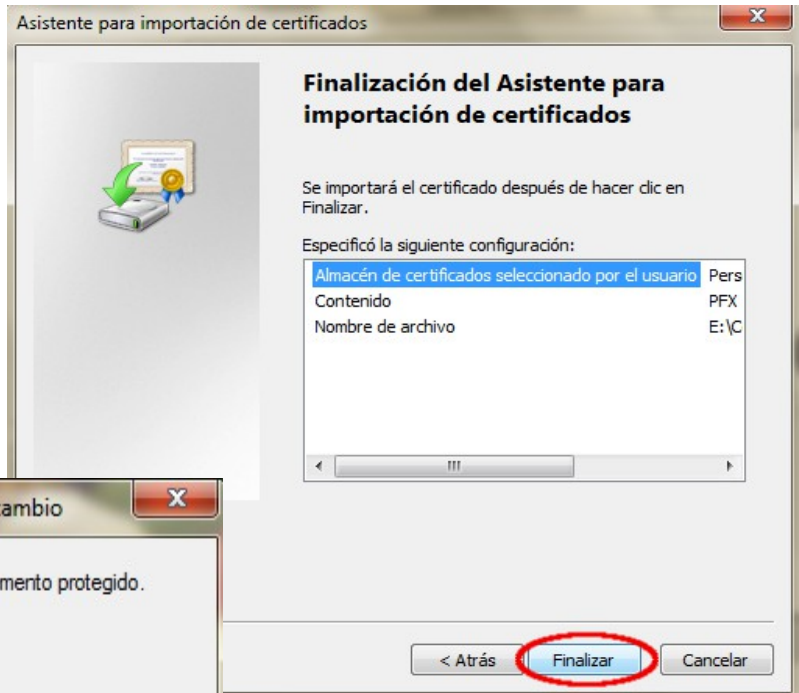 Asistente para importación de certificados
Finalización del Asistente para
importación de certificados
Se importará el certificado después de hacer clic en
Finalizar.
Especificó la siguiente configuración:
Almacén de certificados seleccionado por el usuario Pers
Contenido PFX
Nombre de archivo E:\C
ambio
mento protegido.
< Atrás Finalizar Cancelar